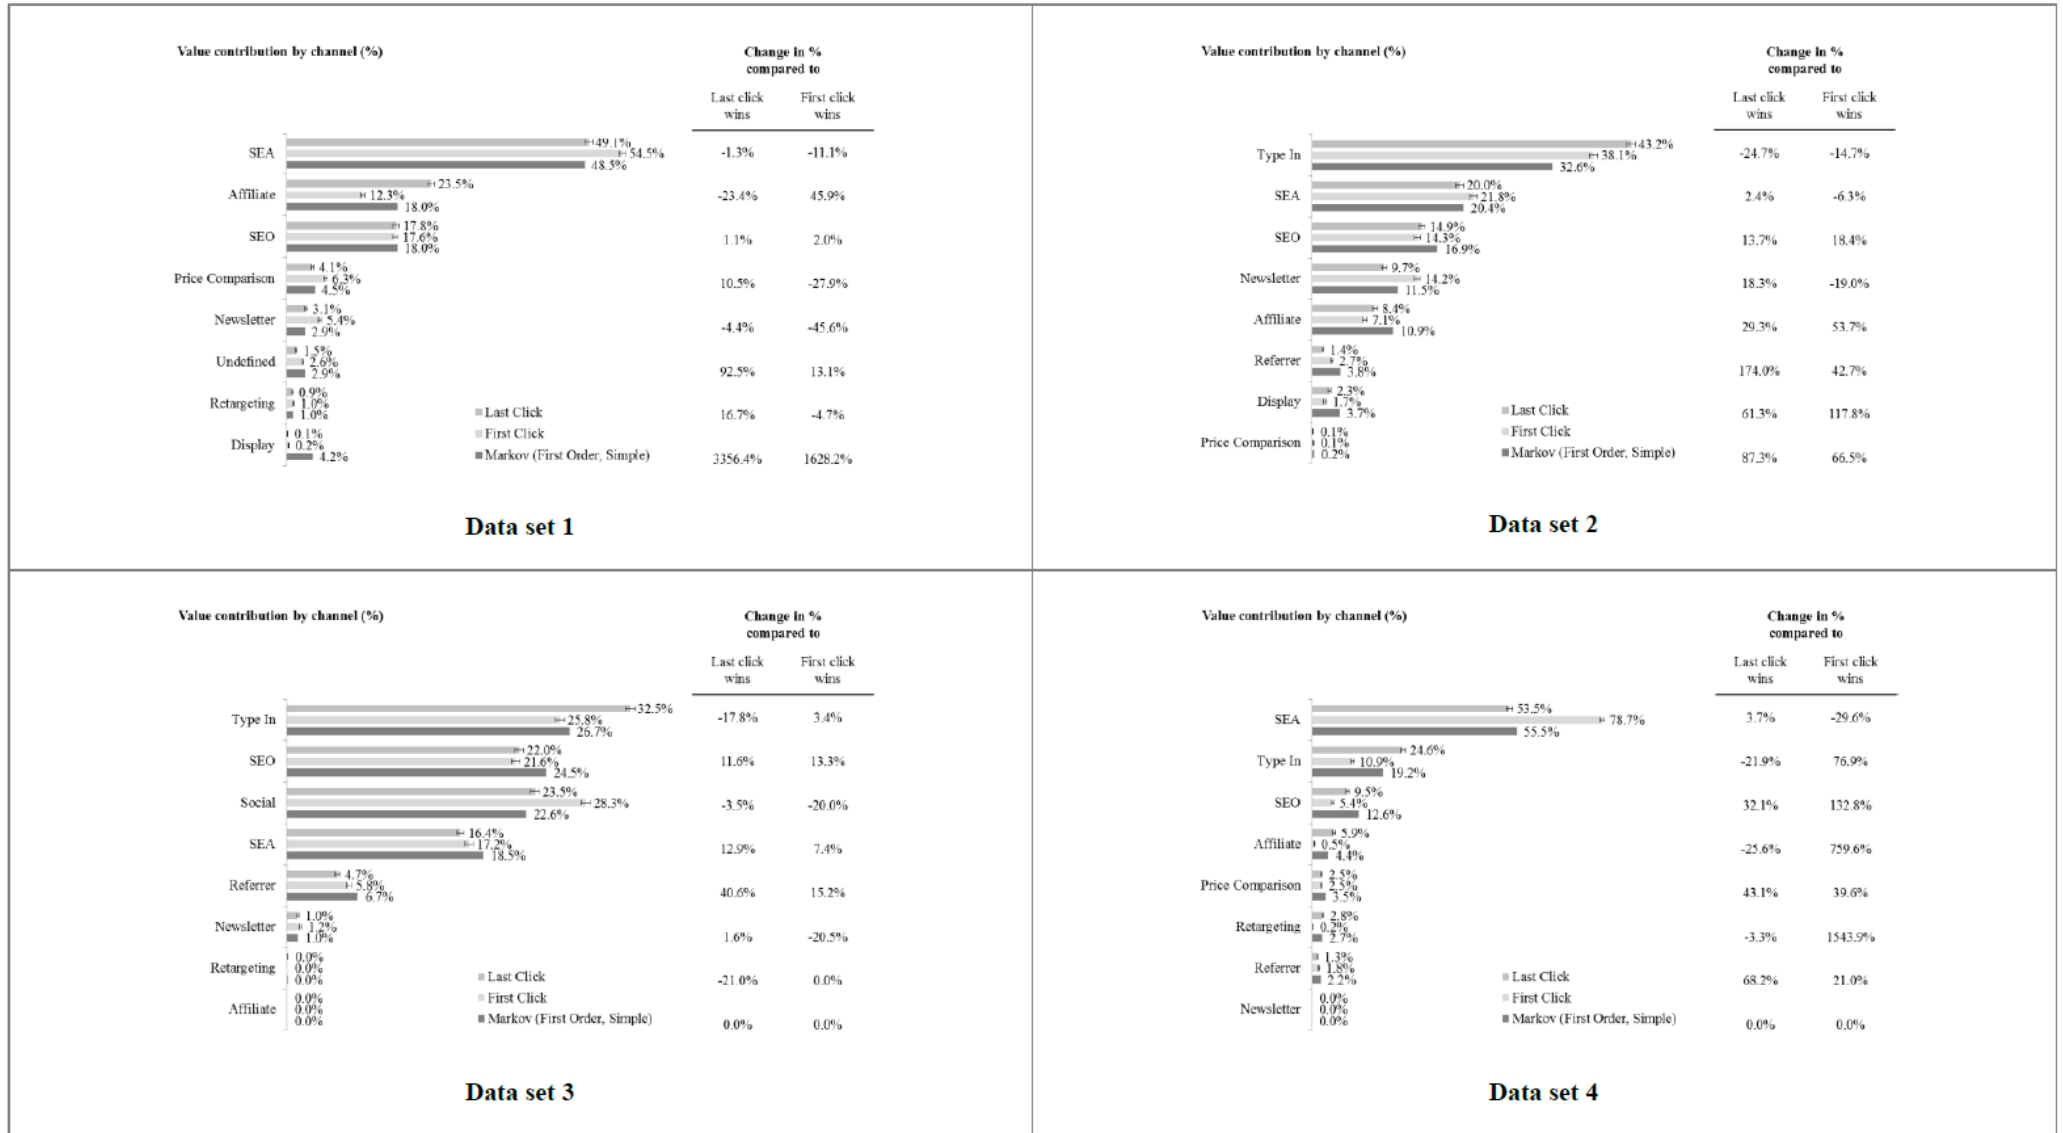 Value contribution by channel (%)
Change in %
compared to
Last click wins
First click wins
SEA 49.1% 54.5% 48.5% -1.3% -11.1%
Affiliate 23.5% 12.3% 18.0% -23.4% 45.9%
SEO 17.8% 17.6% 18.0% 1.1% 2.0%
Price Comparison 4.1% 6.3% 4.5% 10.5% -27.9%
Newsletter 3.1% 5.4% 2.9% -4.4% -45.6%
Undefined 1.5% 2.6% 2.9% 92.5% 13.1%
Retargeting 0.9% 1.0% 1.0% 16.7% -4.7%
Display 0.1% 0.2% 4.2% 3356.4% 1628.2%
Last Click
First Click
Markov (First Order, Simple)
Data set 1
Value contribution by channel (%)
Change in %
compared to
Last click wins
First click wins
Type In 43.2% 38.1% 32.6% -24.7% -14.7%
SEA 20.0% 21.8% 20.4% 2.4% -6.3%
SEO 14.9% 14.3% 16.9% 13.7% 18.4%
Newsletter 9.7% 14.2% 11.5% 18.3% -19.0%
Affiliate 8.4% 7.1% 10.9% 29.3% 53.7%
Referrer 1.4% 2.7% 3.8% 174.0% 42.7%
Display 2.3% 1.7% 3.7% 61.3% 117.8%
Price Comparison 0.1% 0.1% 0.2% 87.3% 66.5%
Last Click
First Click
Markov (First Order, Simple)
Data set 2
Value contribution by channel (%)
Change in %
compared to
Last click wins
First click wins
Type In 32.5% 25.8% 26.7% -17.8% 3.4%
SEO 22.0% 21.6% 24.5% 11.6% 13.3%
Social 23.5% 28.3% 22.6% -3.5% -20.0%
SEA 16.4% 17.2% 18.5% 12.9% 7.4%
Referrer 4.7% 5.8% 6.7% 40.6% 15.2%
Newsletter 1.0% 1.2% 1.0% 1.6% -20.5%
Retargeting 0.0% 0.0% 0.0% -21.0% 0.0%
Affiliate 0.0% 0.0% 0.0% 0.0% 0.0%
Last Click
First Click
Markov (First Order, Simple)
Data set 3
Value contribution by channel (%)
Change in %
compared to
Last click wins
First click wins
SEA 53.5% 78.7% 55.5% 3.7% -29.6%
Type In 24.6% 10.9% 19.2% -21.9% 76.9%
SEO 9.5% 5.4% 12.6% 32.1% 132.8%
Affiliate 5.9% 0.5% 4.4% -25.6% 759.6%
Price Comparison 2.5% 2.5% 3.5% 43.1% 39.6%
Retargeting 2.8% 0.2% 2.7% -3.3% 1543.9%
Referrer 1.3% 1.8% 2.2% 68.2% 21.0%
Newsletter 0.0% 0.0% 0.0% 0.0% 0.0%
Last Click
First Click
Markov (First Order, Simple)
Data set 4